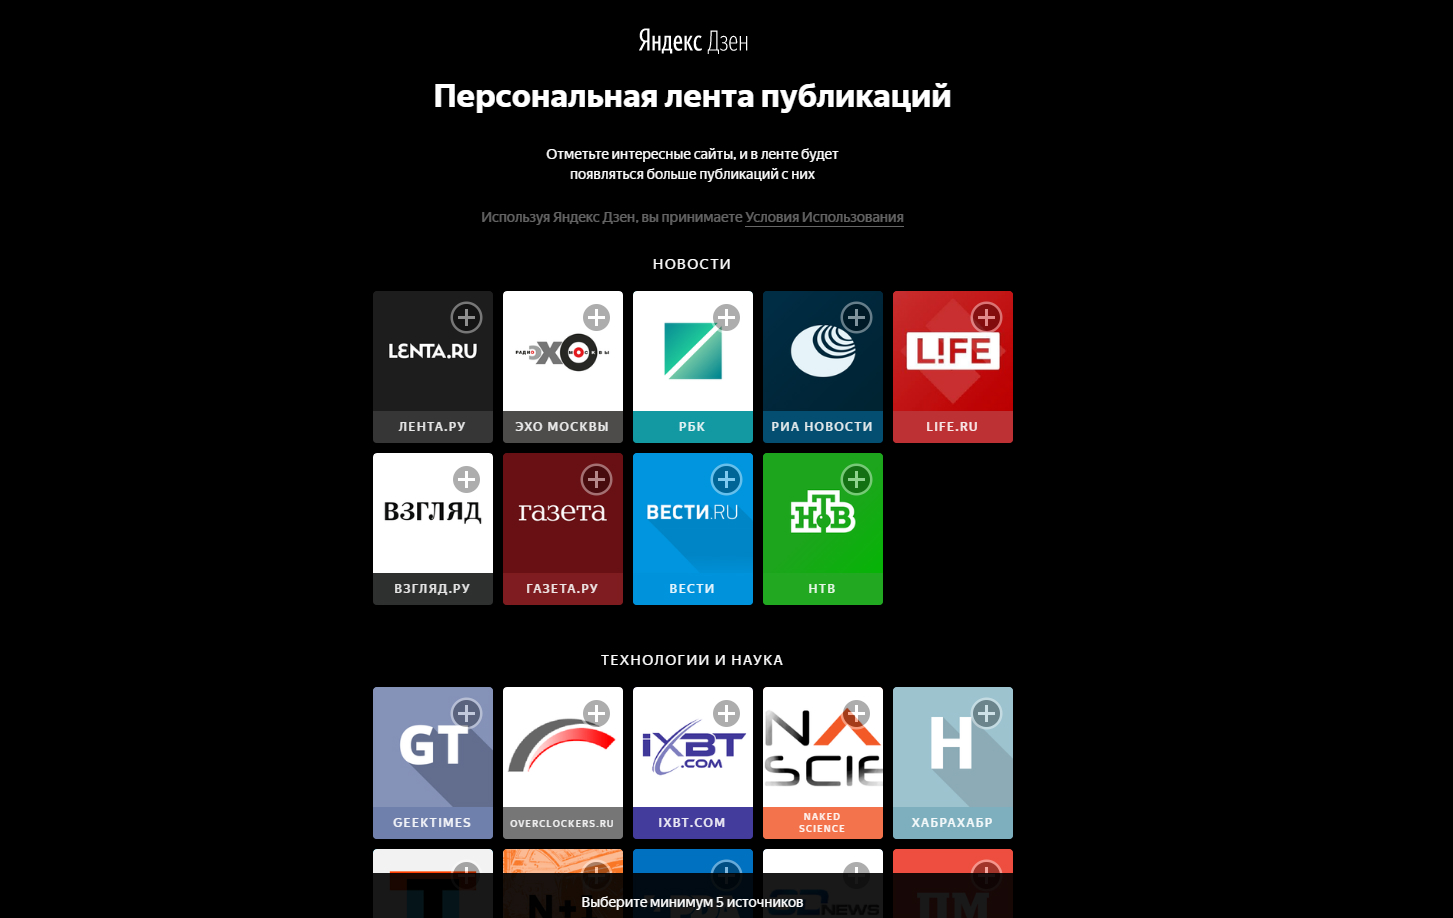 Яндекс Дзен
Персональная лента публикаций
Отметьте интересные сайты, и в ленте будет
появляться больше публикаций с них
Используя Яндекс Дзен, вы принимаете Условия Использования
НОВОСТИ
LENTA.RU
РАДИО ЭХО МОСКВЫ
L!FE
ЛЕНТА.РУ
ЭХО МОСКВЫ
РБК
РИА НОВОСТИ
LIFE.RU
ВЗГЛЯД
газета
ВЕСТИ.RU
НТВ
ВЗГЛЯД.РУ
ГАЗЕТА.РУ
ВЕСТИ
НТВ
ТЕХНОЛОГИИ И НАУКА
GT
iXBT
.COM
NA
SCIE
H
GEEKTIMES
OVERCLOCKERS.RU
IXBT.COM
NAKED
SCIENCE
ХАБРАХАБР
T
N+1
NEWS
ПМ
Выберите минимум 5 источников